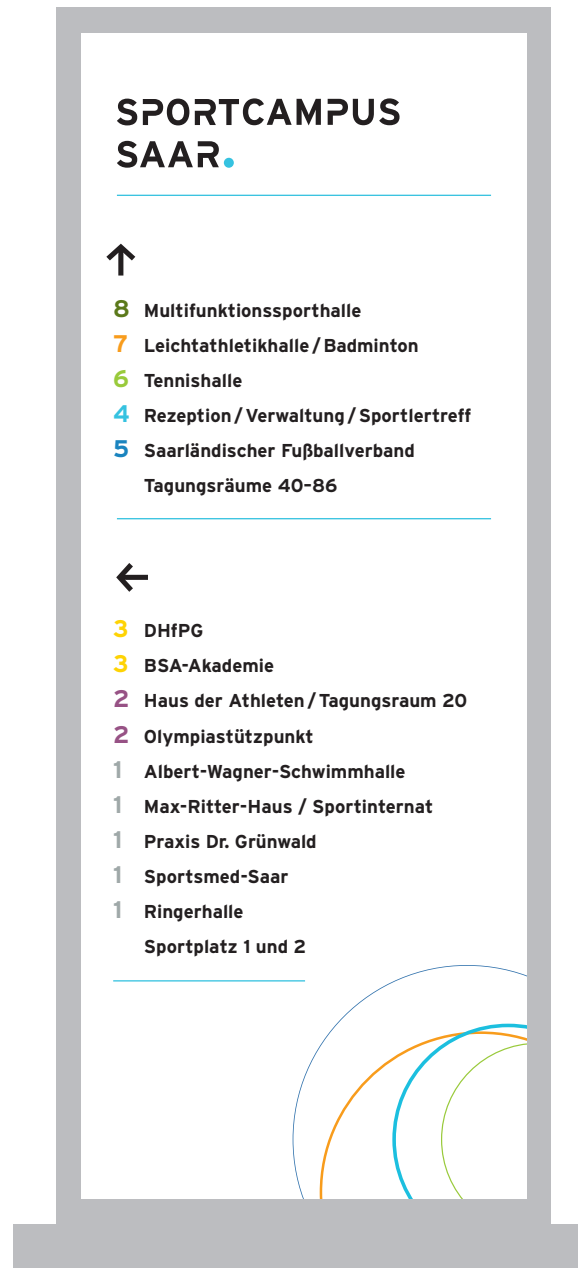 SPORTCAMPUS
SAAR.
↑
8 Multifunktionssporthalle
7 Leichtathletikhalle / Badminton
6 Tennishalle
4 Rezeption / Verwaltung / Sportlertreff
5 Saarländischer Fußballverband
Tagungsräume 40–86
←
3 DHfPG
3 BSA-Akademie
2 Haus der Athleten / Tagungsraum 20
2 Olympiastützpunkt
1 Albert-Wagner-Schwimmhalle
1 Max-Ritter-Haus / Sportinternat
1 Praxis Dr. Grünwald
1 Sportsmed-Saar
1 Ringerhalle
Sportplatz 1 und 2